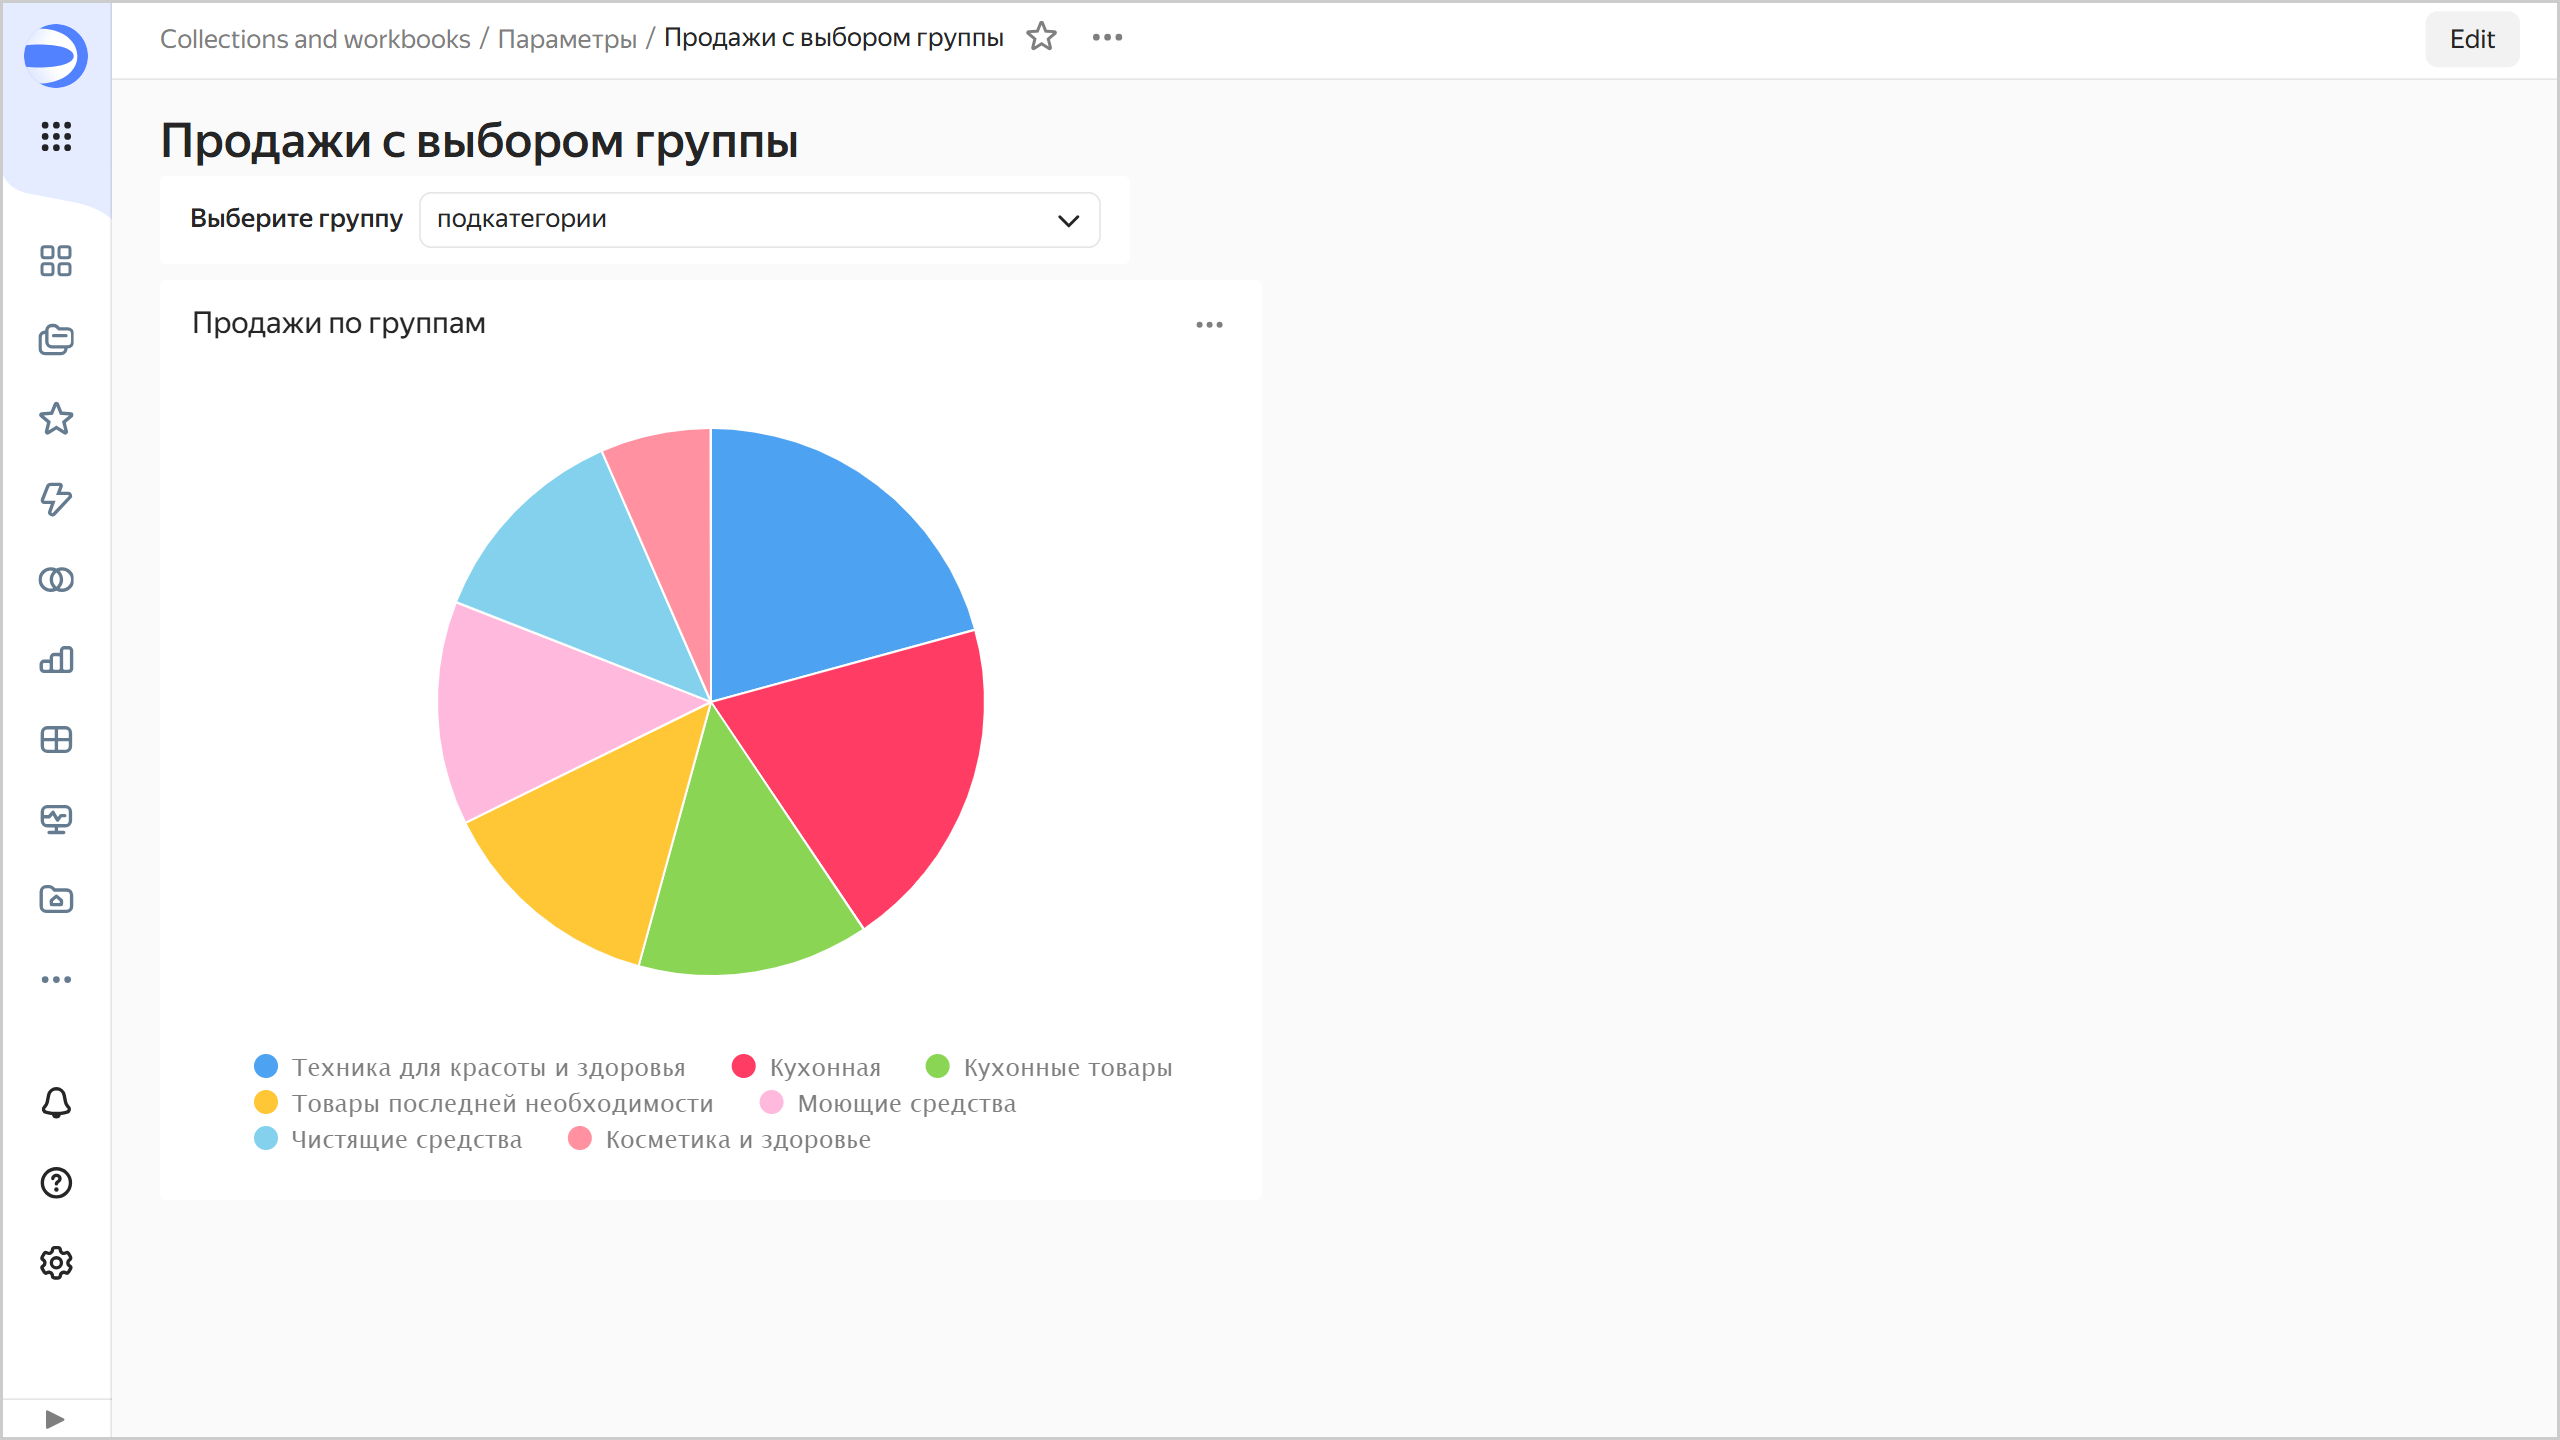 Collections and workbooks / Параметры / Продажи с выбором группы
Edit
Продажи с выбором группы
Выберите группу
подкатегории
Продажи по группам
Техника для красоты и здоровья Кухонная Кухонные товары
Товары последней необходимости Моющие средства
Чистящие средства Косметика и здоровье